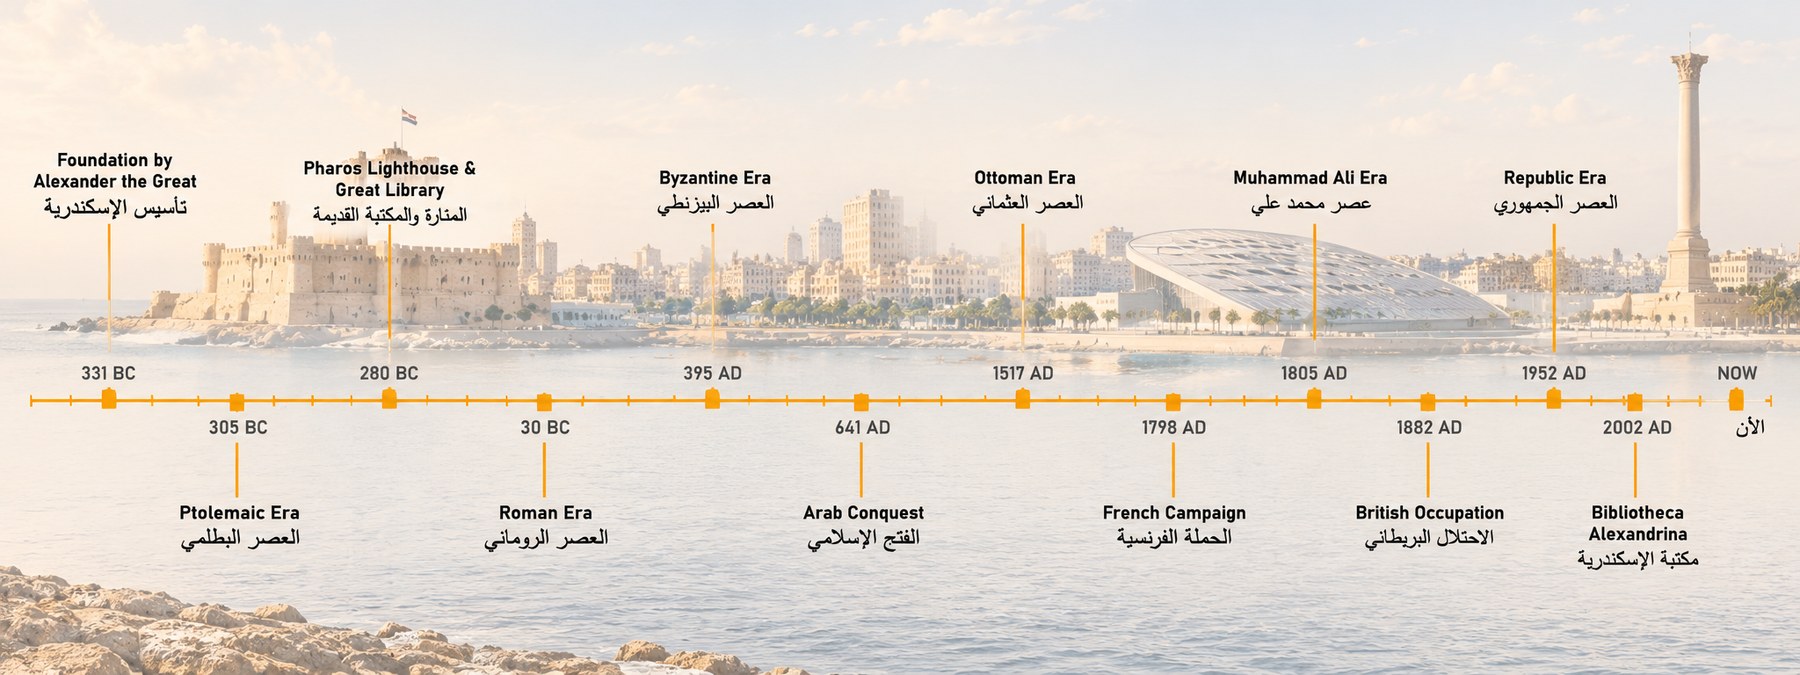 Foundation by
Alexander the Great
تأسيس الإسكندرية
331 BC
305 BC
Ptolemaic Era
العصر البطلمي
Pharos Lighthouse &
Great Library
المنارة والمكتبة القديمة
280 BC
30 BC
Roman Era
العصر الروماني
Byzantine Era
العصر البيزنطي
395 AD
641 AD
Arab Conquest
الفتح الإسلامي
Ottoman Era
العصر العثماني
1517 AD
1798 AD
French Campaign
الحملة الفرنسية
Muhammad Ali Era
عصر محمد علي
1805 AD
1882 AD
British Occupation
الاحتلال البريطاني
Republic Era
العصر الجمهوري
1952 AD
2002 AD
Bibliotheca
Alexandrina
مكتبة الإسكندرية
NOW
الأن